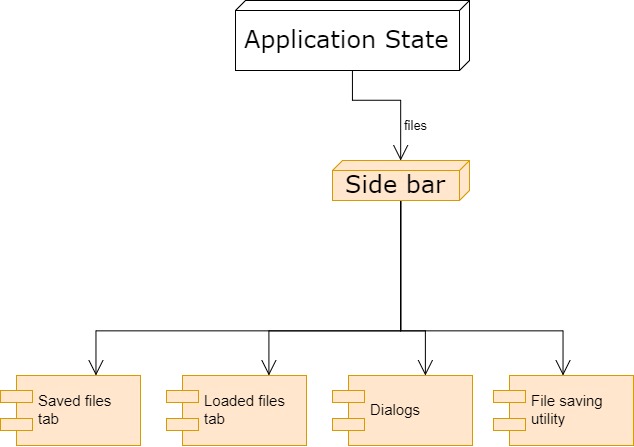 Application State
files
Side bar
Saved files
tab
Loaded files
tab
Dialogs
File saving
utility